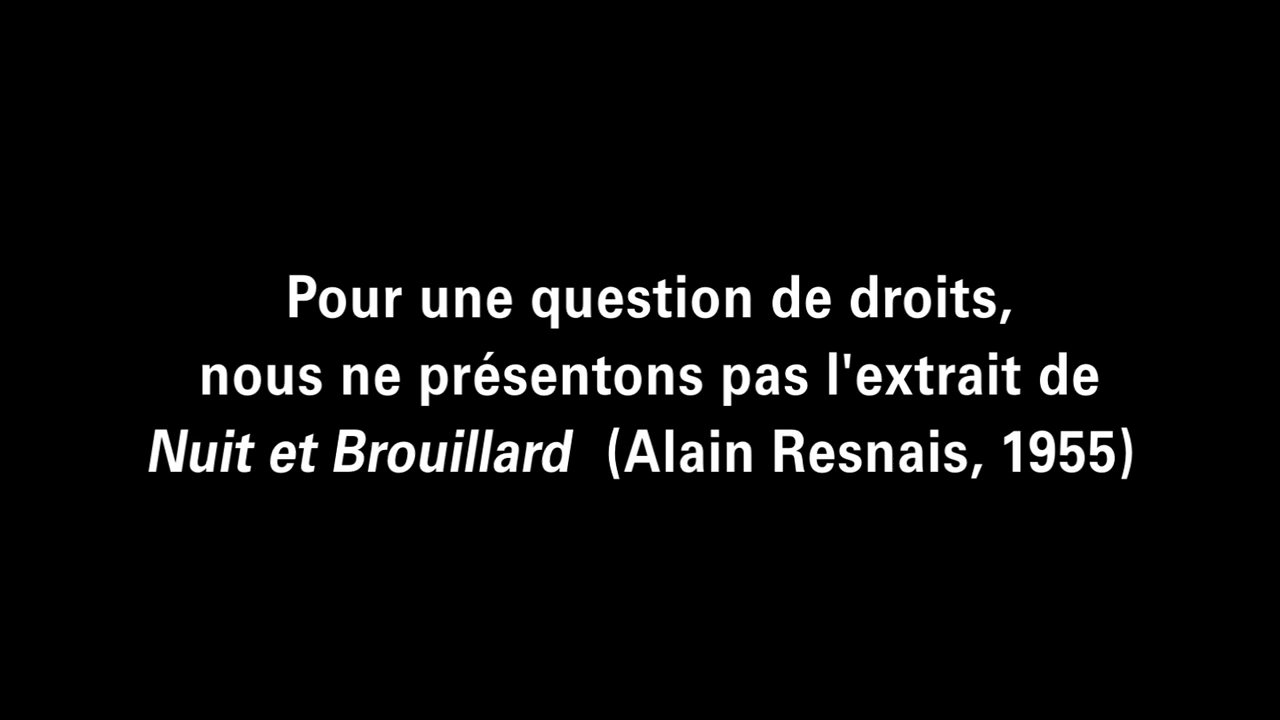 Pour une question de droits,
nous ne présentons pas l'extrait de
Nuit et Brouillard (Alain Resnais, 1955)